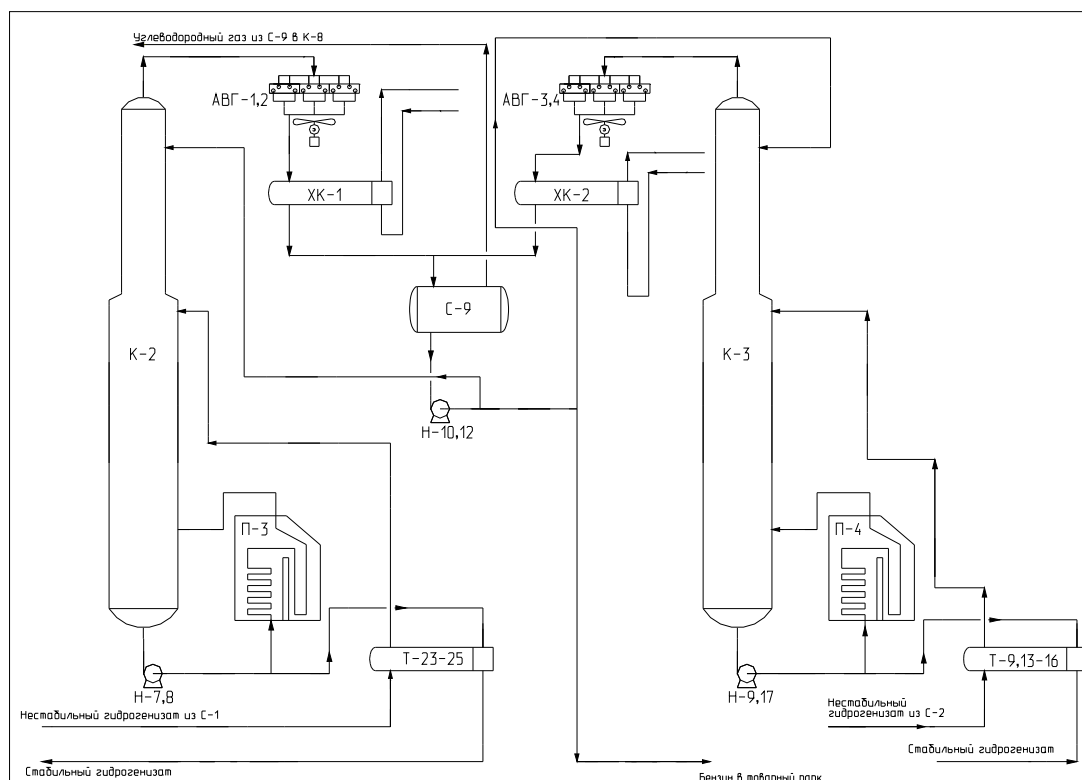 Углеводородный газ из С-9 в К-8
АВГ-1,2
АВГ-3,4
ХК-1
ХК-2
С-9
К-2
К-3
Н-10,12
П-3
П-4
Т-23-25
Т-9,13-16
Н-7,8
Н-9,17
Нестабильный гидрогенизат из С-1
Нестабильный
гидрогенизат из С-2
Стабильный гидрогенизат
Стабильный гидрогенизат
Бензин в товарный парк